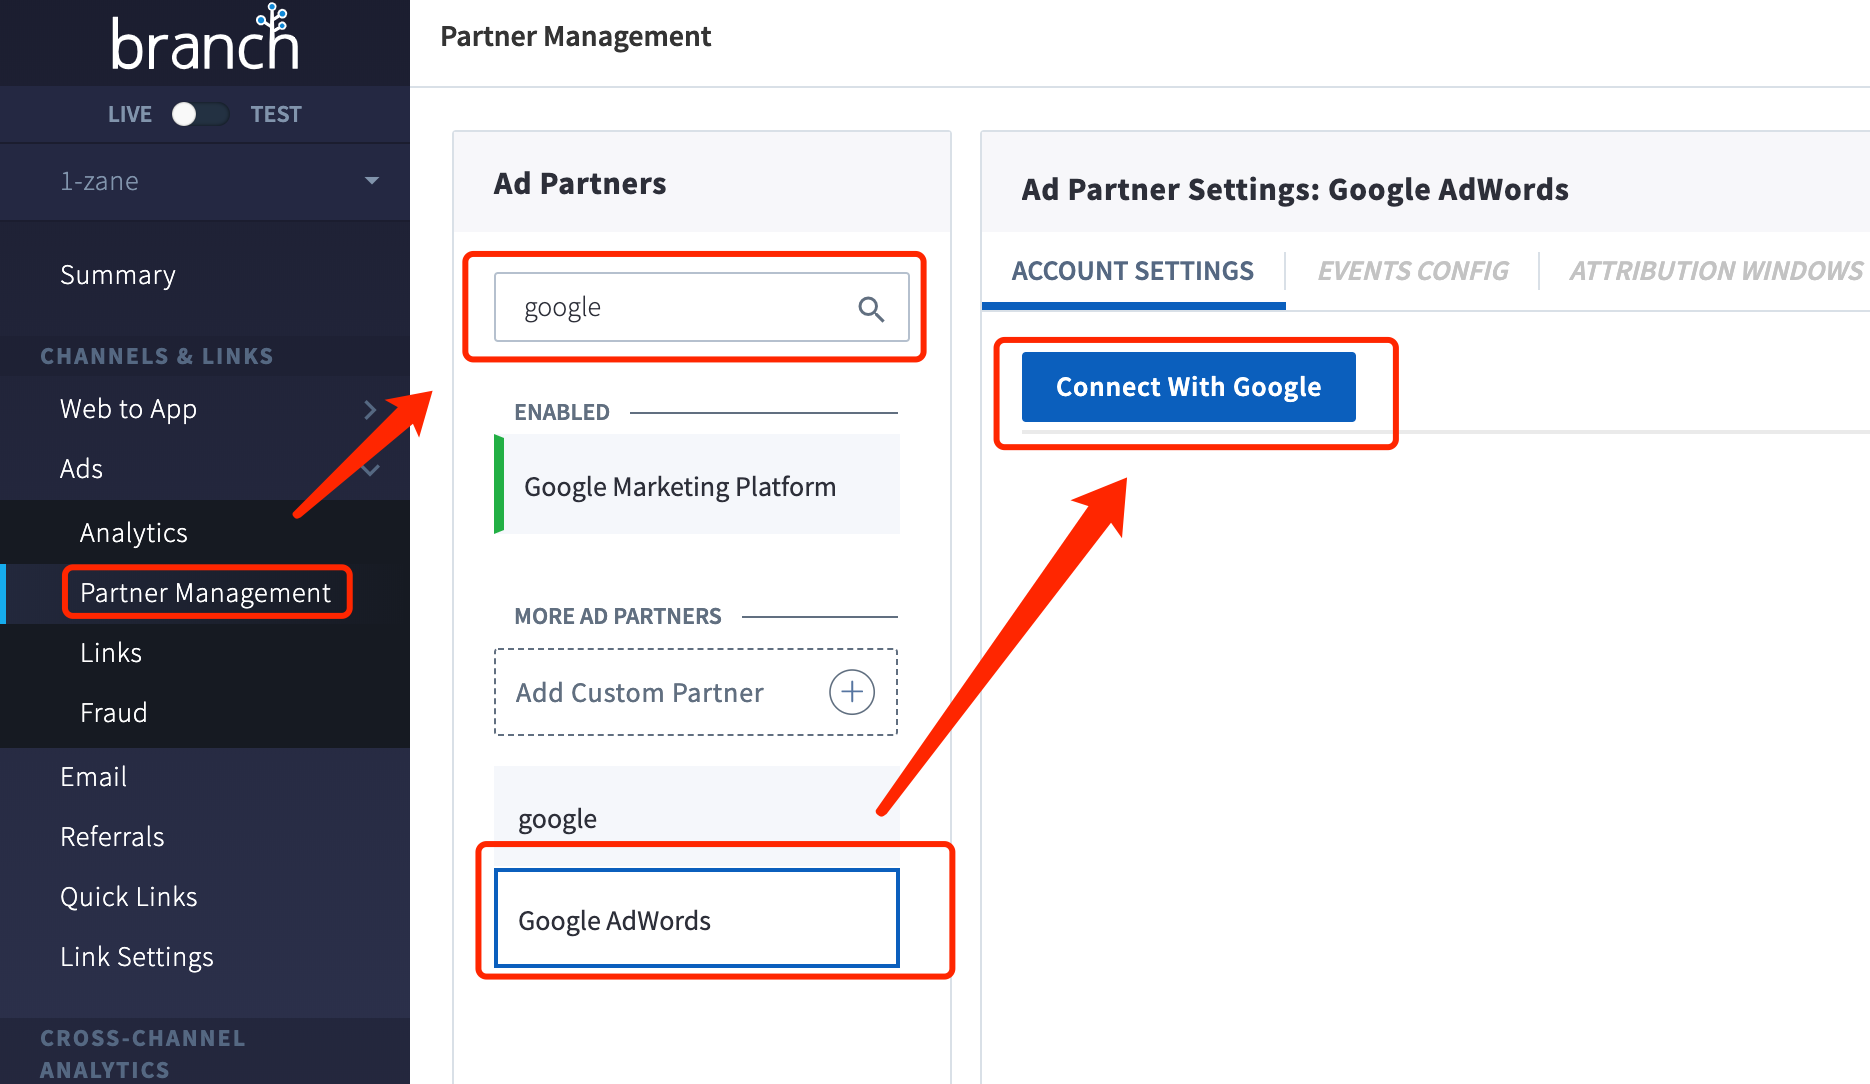 branch
LIVE TEST
1-zane
Summary
CHANNELS & LINKS
Web to App
Ads
Analytics
Partner Management
Links
Fraud
Email
Referrals
Quick Links
Link Settings
CROSS-CHANNEL
ANALYTICS
Partner Management
Ad Partners
google
ENABLED
Google Marketing Platform
MORE AD PARTNERS
Add Custom Partner
google
Google AdWords
Ad Partner Settings: Google AdWords
ACCOUNT SETTINGS EVENTS CONFIG ATTRIBUTION WINDOWS
Connect With Google